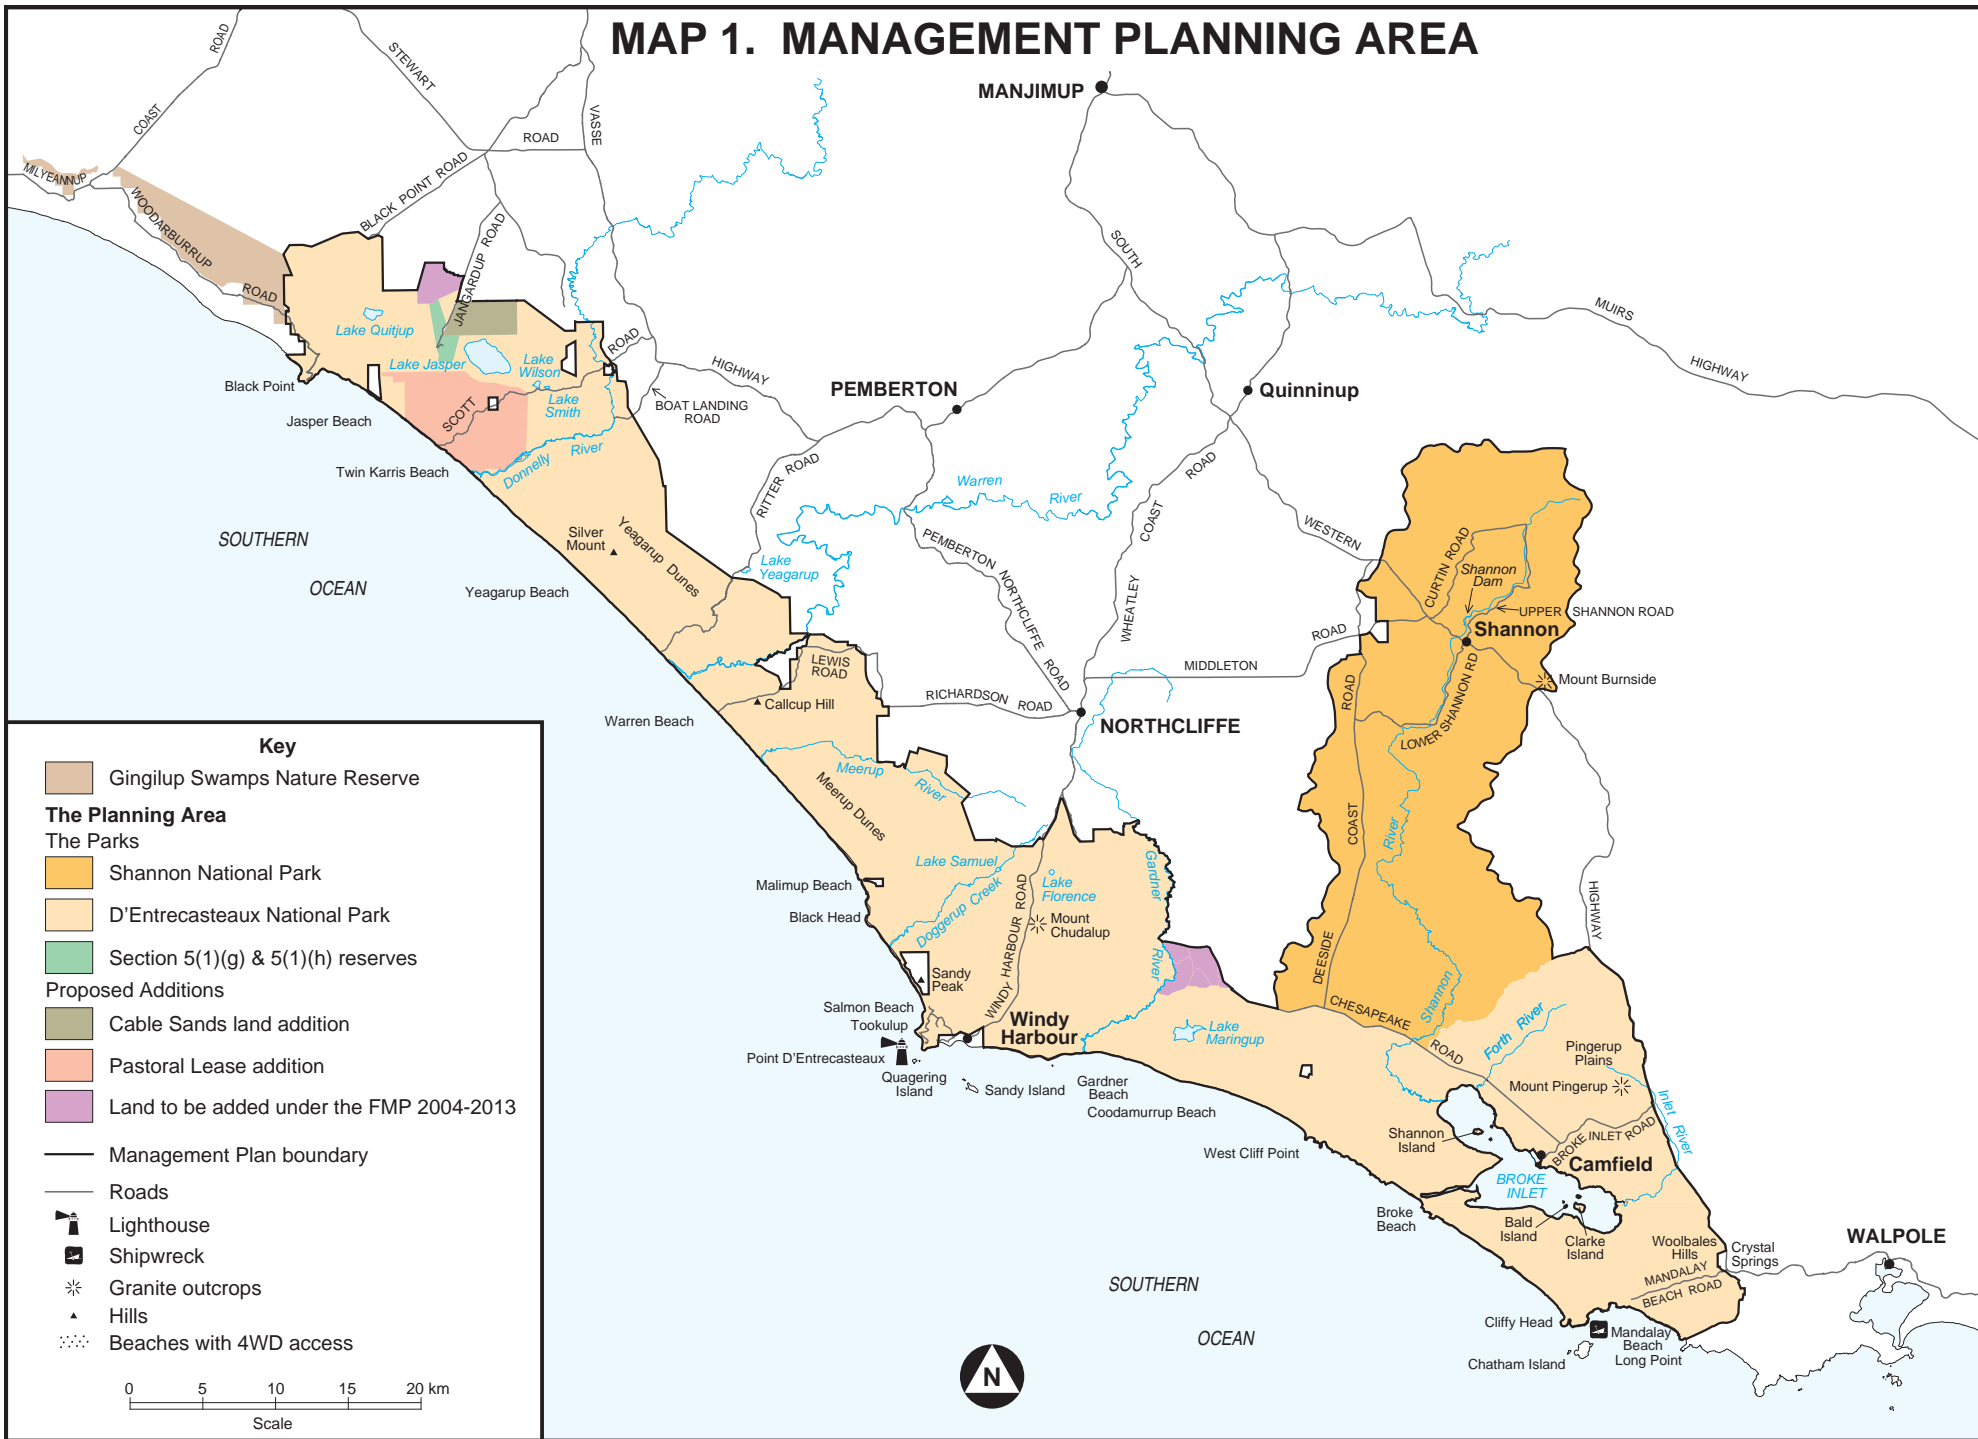 MAP 1.  MANAGEMENT PLANNING AREA
MANJIMUP
COAST
ROAD
STEWART
ROAD
VASSE
MILYEANNUP
WOODARBURRUP
ROAD
BLACK POINT ROAD
JANGARDUP ROAD
SOUTH
MUIRS
HIGHWAY
Lake Quitjup
Lake Jasper
Lake
Wilson
Lake
Smith
ROAD
HIGHWAY
BOAT LANDING
ROAD
PEMBERTON
Quinninup
Black Point
Jasper Beach
SCOTT
Twin Karris Beach
Donnelly
River
RITTER ROAD
Warren
River
COAST
ROAD
WHEATLEY
WESTERN
SOUTHERN
OCEAN
Silver
Mount
Yeagarup Dunes
Yeagarup Beach
Lake
Yeagarup
PEMBERTON
NORTHCLIFFE
ROAD
CURTIN ROAD
Shannon
Dam
UPPER
SHANNON ROAD
Shannon
ROAD
MIDDLETON
LEWIS
ROAD
Callcup Hill
RICHARDSON
ROAD
NORTHCLIFFE
Warren Beach
ROAD
LOWER SHANNON RD
Mount Burnside
Meerup
River
Meerup Dunes
COAST
River
Lake Samuel
Doggerup Creek
Lake
Florence
Mount
Chudalup
WINDY HARBOUR ROAD
Gardner
River
Malimup Beach
Black Head
Sandy
Peak
Salmon Beach
Tookulup
Point D'Entrecasteaux
Quagering
Island
Windy
Harbour
Sandy Island
Gardner
Beach
Coodamurrup Beach
Lake
Maringup
DEESIDE
CHESAPEAKE
ROAD
Shannon
HIGHWAY
Forth River
Pingerup
Plains
Mount Pingerup
Inlet
River
Shannon
Island
BROKE INLET ROAD
Camfield
West Cliff Point
BROKE
INLET
Broke
Beach
Bald
Island
Clarke
Island
Woolbales
Hills
Crystal
Springs
WALPOLE
MANDALAY
BEACH ROAD
SOUTHERN
OCEAN
Cliffy Head
Chatham Island
Mandalay
Beach
Long Point
N
Key
Gingilup Swamps Nature Reserve
The Planning Area
The Parks
Shannon National Park
D'Entrecasteaux National Park
Section 5(1)(g) & 5(1)(h) reserves
Proposed Additions
Cable Sands land addition
Pastoral Lease addition
Land to be added under the FMP 2004-2013
Management Plan boundary
Roads
Lighthouse
Shipwreck
Granite outcrops
Hills
Beaches with 4WD access
0 5 10 15 20 km
Scale